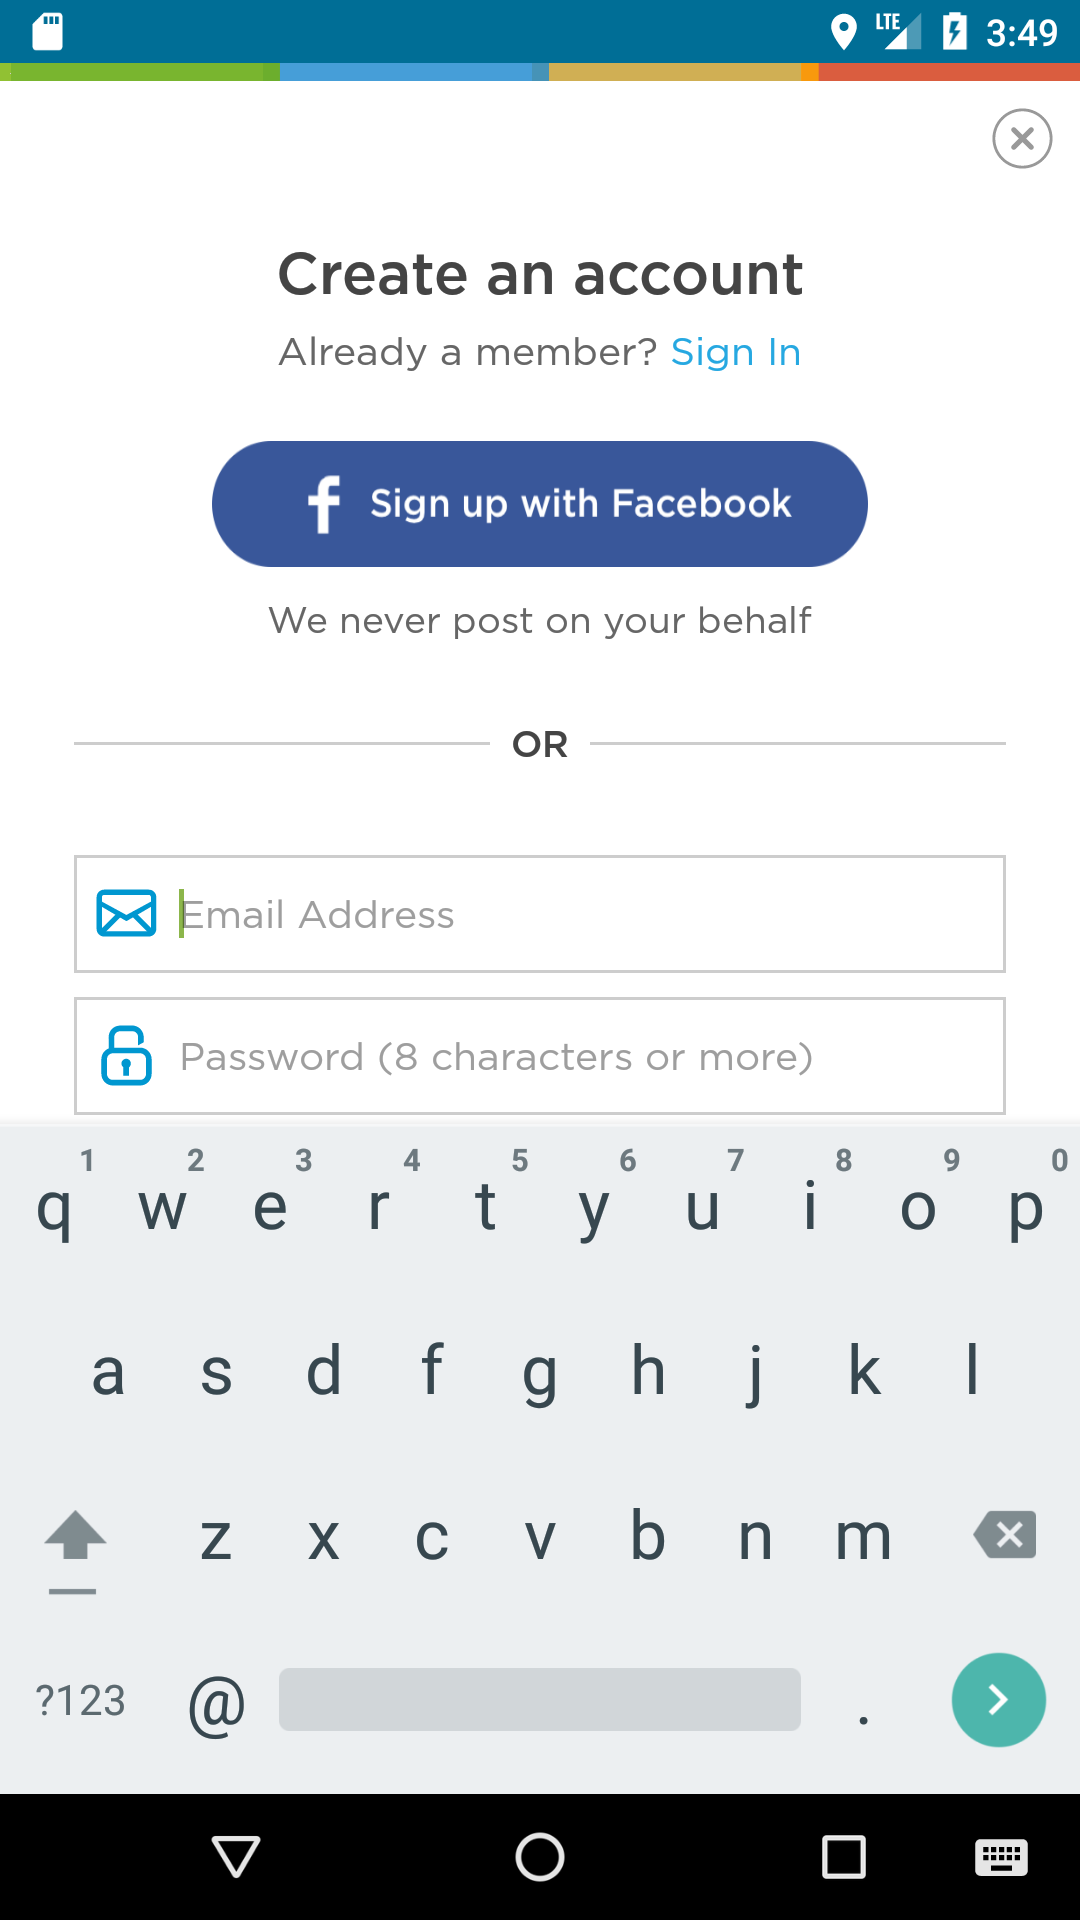 LTE 3:49
Create an account
Already a member? Sign In
f Sign up with Facebook
We never post on your behalf
OR
Email Address
Password (8 characters or more)
1 2 3 4 5 6 7 8 9 0
q w e r t y u i o p
a s d f g h j k l
z x c v b n m
?123 @ .